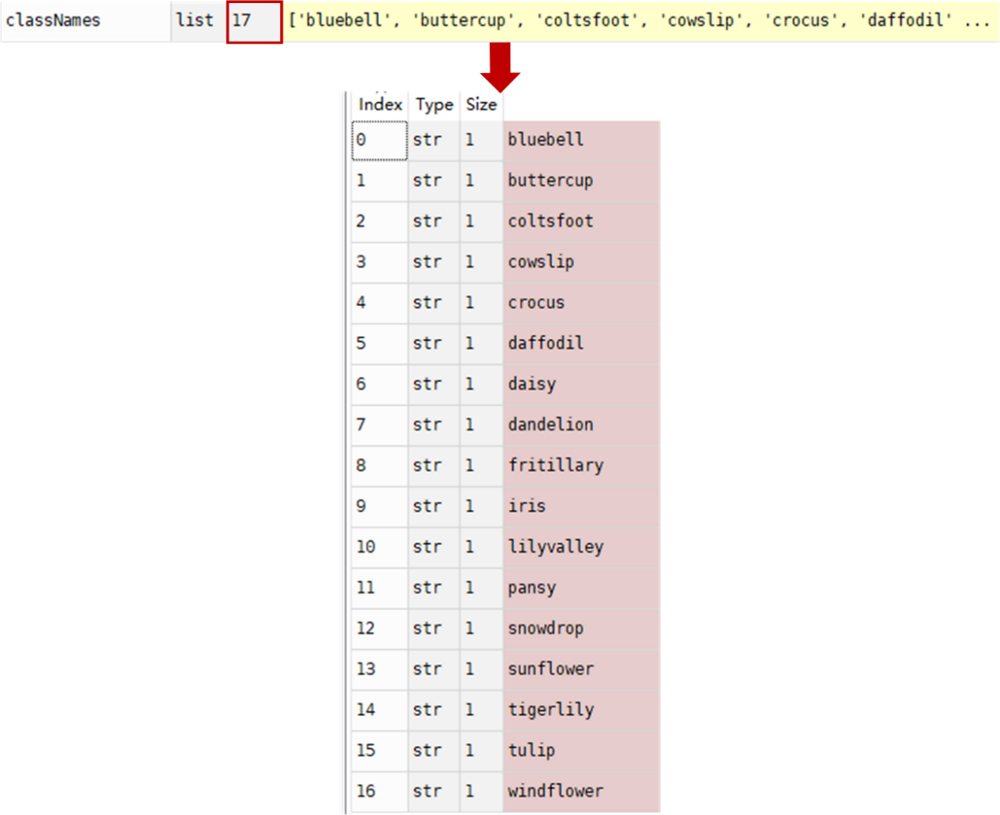 classNames list 17 ['bluebell', 'buttercup', 'coltsfoot', 'cowslip', 'crocus', 'daffodil' ...
Index Type Size
0 str 1 bluebell
1 str 1 buttercup
2 str 1 coltsfoot
3 str 1 cowslip
4 str 1 crocus
5 str 1 daffodil
6 str 1 daisy
7 str 1 dandelion
8 str 1 fritillary
9 str 1 iris
10 str 1 lilyvalley
11 str 1 pansy
12 str 1 snowdrop
13 str 1 sunflower
14 str 1 tigerlily
15 str 1 tulip
16 str 1 windflower